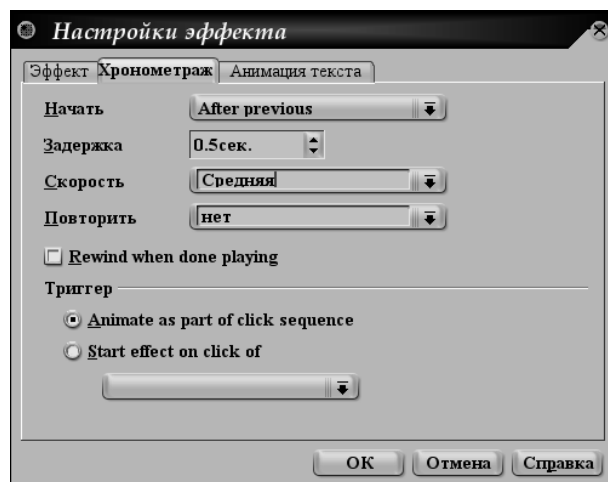 Настройки эффекта
Эффект Хронометраж Анимация текста
Начать After previous
Задержка 0.5сек.
Скорость Средняя
Повторить нет
Rewind when done playing
Триггер
Animate as part of click sequence
Start effect on click of
ОК Отмена Справка